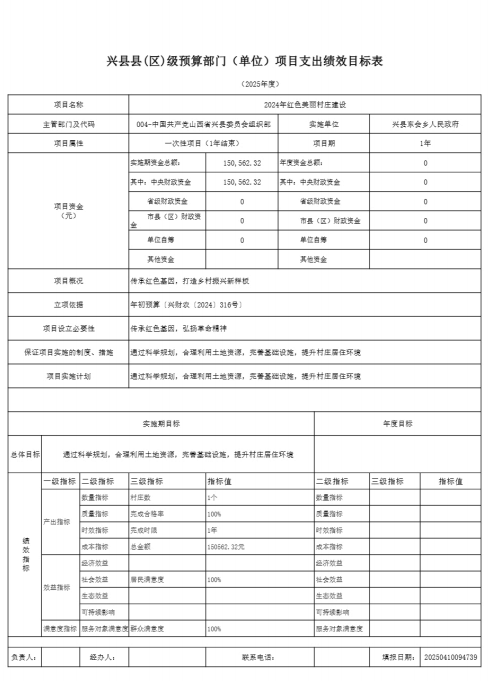 兴县县(区)级预算部门（单位）项目支出绩效目标表
（2025年度）
项目名称 2024年红色美丽村庄建设
主管部门及代码 004-中国共产党山西省兴县委员会组织部 实施单位 兴县东会乡人民政府
项目属性 一次性项目（1年结束） 项目期 1年
项目资金（元） 实施期资金总额: 150,562.32 年度资金总额: 0
其中: 中央财政资金 150,562.32 其中: 中央财政资金 0
省级财政资金 0 省级财政资金 0
市县（区）财政资金 0 市县（区）财政资金 0
单位自筹 0 单位自筹 0
其他资金 其他资金
项目概况 传承红色基因, 打造乡村振兴新样板
立项依据 年初预算〔兴财农〔2024〕316号〕
项目设立必要性 传承红色基因, 弘扬革命精神
保证项目实施的制度、措施 通过科学规划, 合理利用土地资源, 完善基础设施, 提升村庄居住环境
项目实施计划 通过科学规划, 合理利用土地资源, 完善基础设施, 提升村庄居住环境
实施期目标 年度目标
总体目标 通过科学规划, 合理利用土地资源, 完善基础设施, 提升村庄居住环境
绩效指标 一级指标 二级指标 三级指标 指标值 二级指标 三级指标 指标值
产出指标 数量指标 村庄数 1个 数量指标
质量指标 完成合格率 100% 质量指标
时效指标 完成时限 1年 时效指标
成本指标 总金额 150562.32元 成本指标
效益指标 经济效益 经济效益
社会效益 居民满意度 100% 社会效益
生态效益 生态效益
可持续影响 可持续影响
满意度指标 服务对象满意度 群众满意度 100% 服务对象满意度
负责人: 经办人: 联系电话: 填报日期: 20250410094739